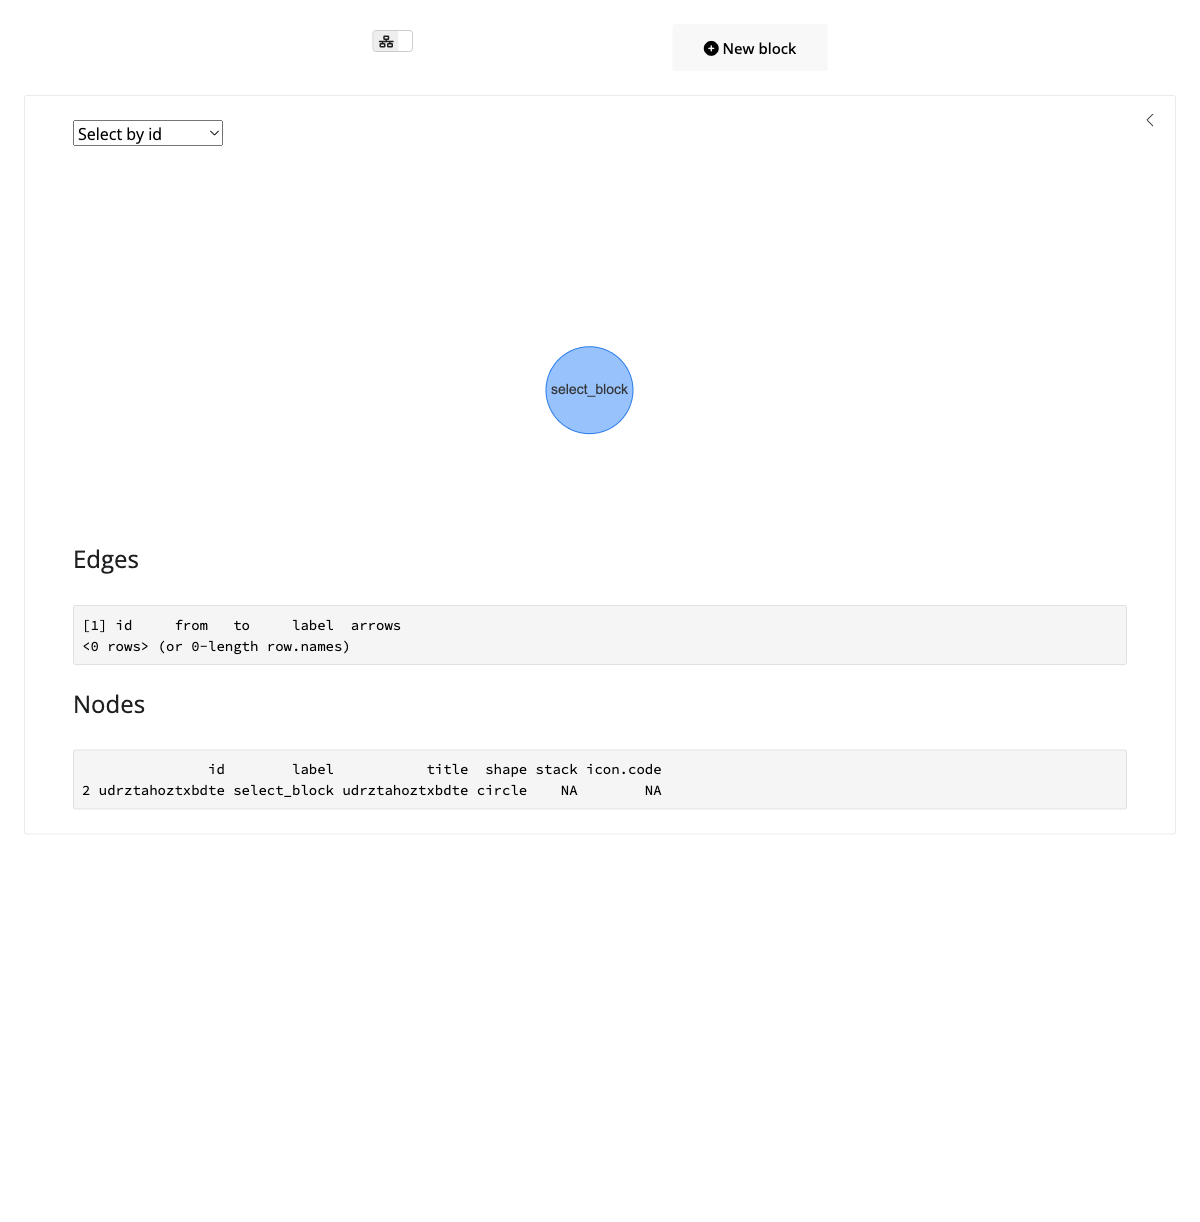 New block
Select by id
select_block
Edges
[1] id     from   to     label  arrows
<0 rows> (or 0-length row.names)
Nodes
               id        label           title  shape stack icon.code
2 udrztahoztxbdte select_block udrztahoztxbdte circle    NA        NA